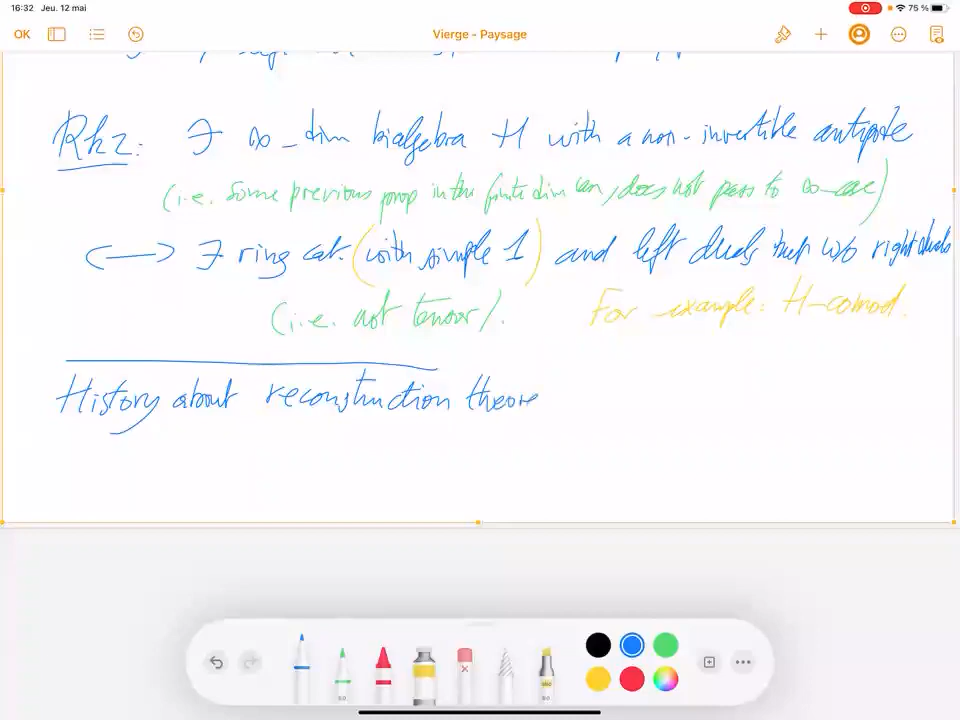 16:32 Jeu. 12 mai
75 %
OK
Vierge - Paysage
Rk2: ∃ ∞-dim bialgebra H with a non-invertible antipode
(i.e. some previous prop in the finite dim can, does not pass to ∞-case)
⟷ ∃ ring cat. (with simple 1) and left duals but w/o right duals
(i.e. not tensor).
For example: H-comod.
History about reconstruction theore